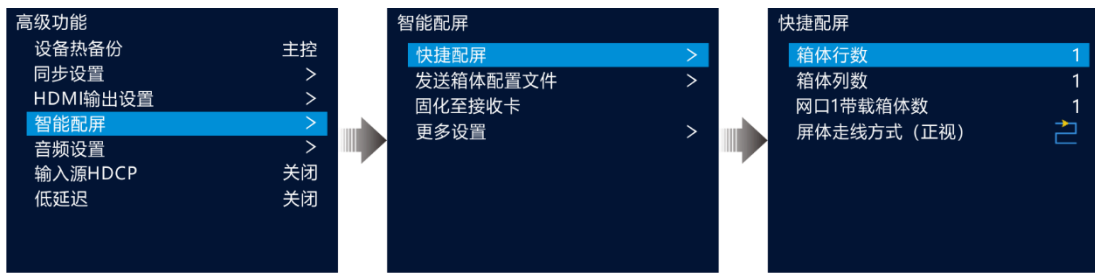 高级功能
设备热备份 主控
同步设置 >
HDMI输出设置 >
智能配屏 >
音频设置 >
输入源HDCP 关闭
低延迟 关闭
智能配屏
快捷配屏 >
发送箱体配置文件 >
固化至接收卡
更多设置 >
快捷配屏
箱体行数 1
箱体列数 1
网口1带载箱体数 1
屏体走线方式（正视）